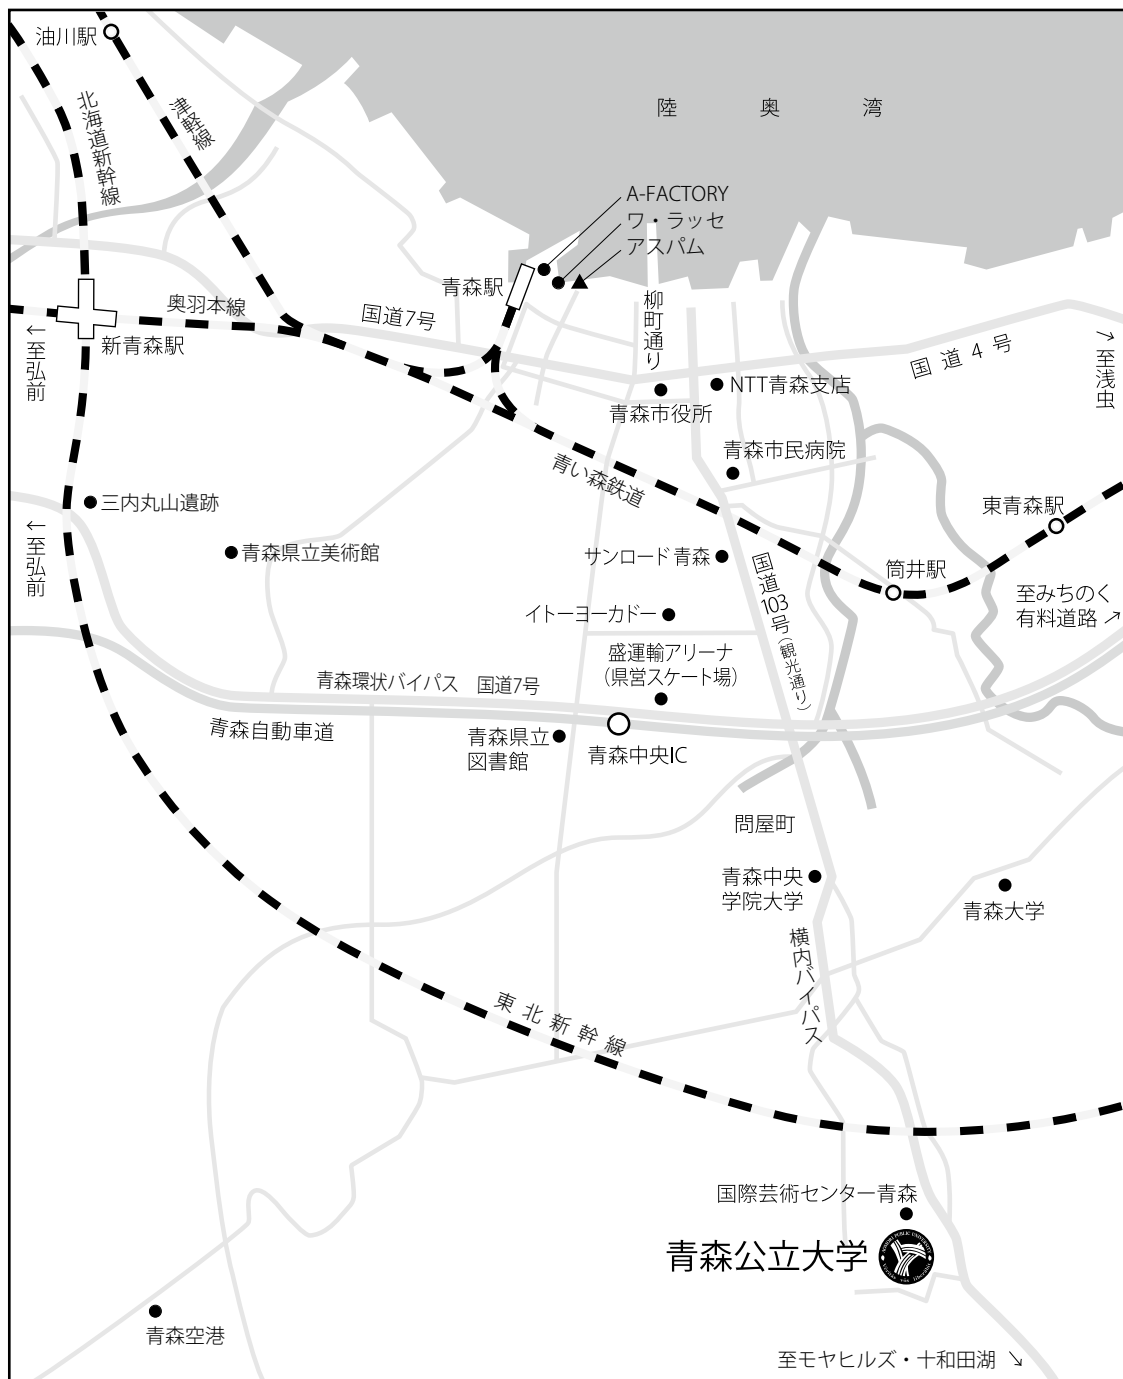 油川駅
北海道新幹線
津軽線
陸奥湾
A-FACTORY
ワ・ラッセ
アスパム
青森駅
奥羽本線
国道7号
柳町通り
新青森駅
←至弘前
国道4号
↗至浅虫
NTT青森支店
青森市役所
青森市民病院
青い森鉄道
三内丸山遺跡
東青森駅
←至弘前
青森県立美術館
サンロード青森
国道103号(観光通り)
筒井駅
至みちのく
有料道路↗
イトーヨーカドー
盛運輸アリーナ
(県営スケート場)
青森環状バイパス 国道7号
青森自動車道
青森県立
図書館
青森中央IC
問屋町
青森中央
学院大学
青森大学
横内バイパス
東北新幹線
国際芸術センター青森
青森公立大学
AOMORI PUBLIC UNIVERSITY
青森空港
至モヤヒルズ・十和田湖 ↘